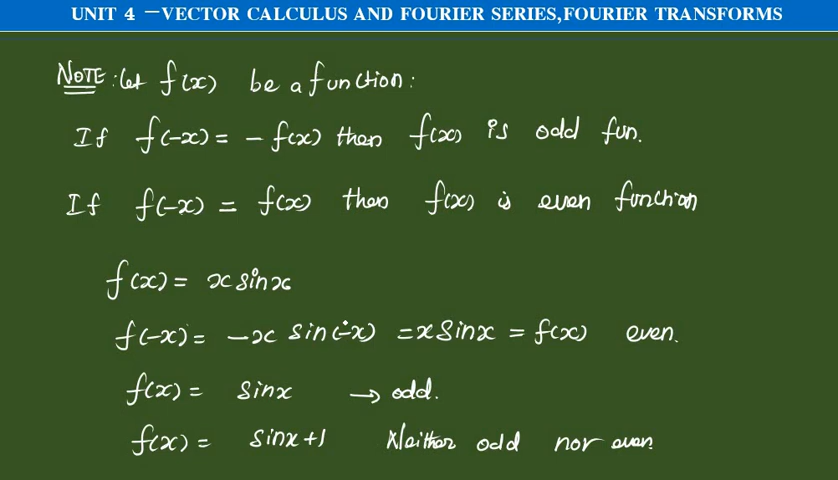 UNIT 4 —VECTOR CALCULUS AND FOURIER SERIES,FOURIER TRANSFORMS
NOTE: let f(x) be a function:
If f(-x) = - f(x) then f(x) is odd fun.
If f(-x) = f(x) then f(x) is even function
f(x) = x sinx
f(-x) = -x sin(-x) = x sinx = f(x) even.
f(x) = sinx → odd.
f(x) = sinx+1 Neither odd nor even.